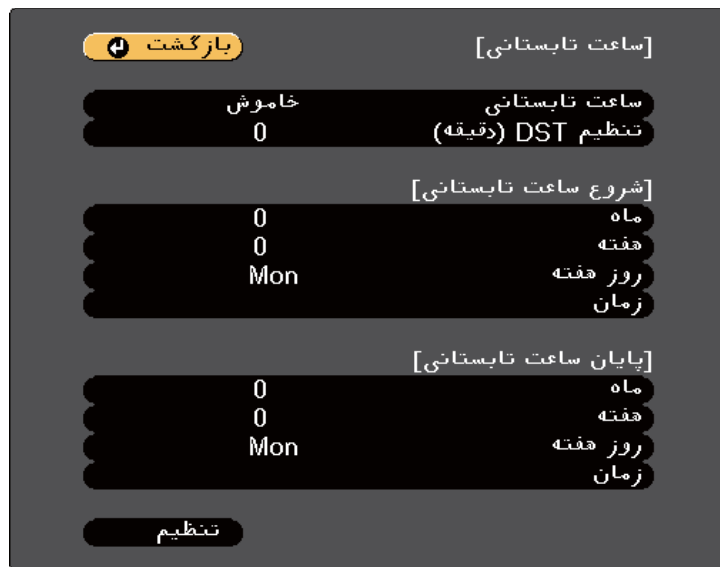 [ساعت تابستانی] بازگشت
ساعت تابستانی خاموش
تنظیم DST (دقیقه) 0
[شروع ساعت تابستانی]
ماه 0
هفته 0
روز هفته Mon
زمان
[پایان ساعت تابستانی]
ماه 0
هفته 0
روز هفته Mon
زمان
تنظیم